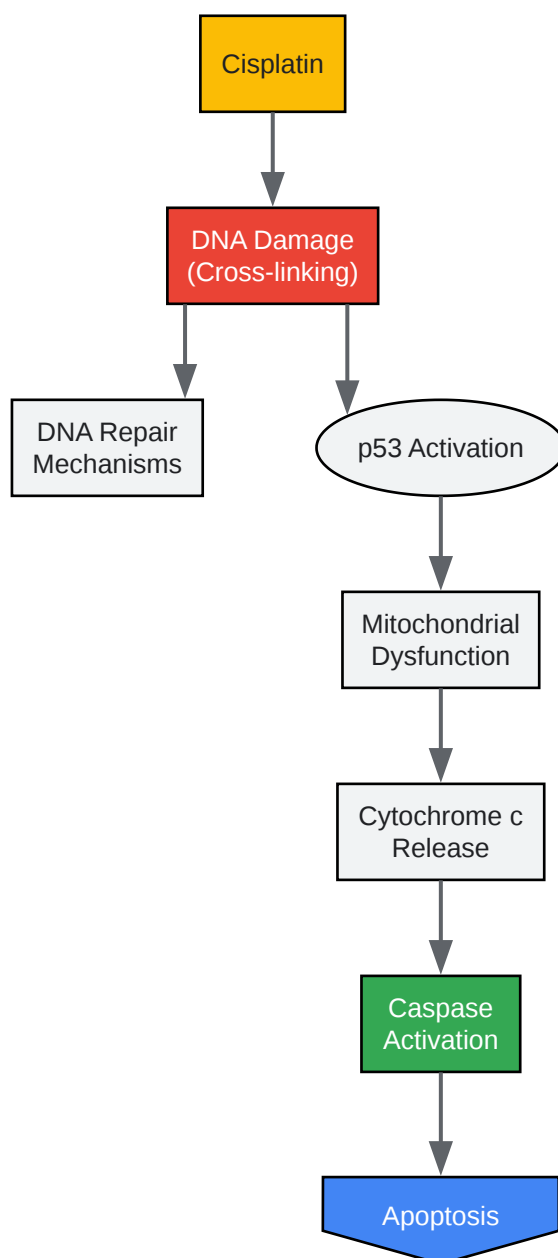 Cisplatin
DNA Damage
(Cross-linking)
DNA Repair
Mechanisms
p53 Activation
Mitochondrial
Dysfunction
Cytochrome c
Release
Caspase
Activation
Apoptosis